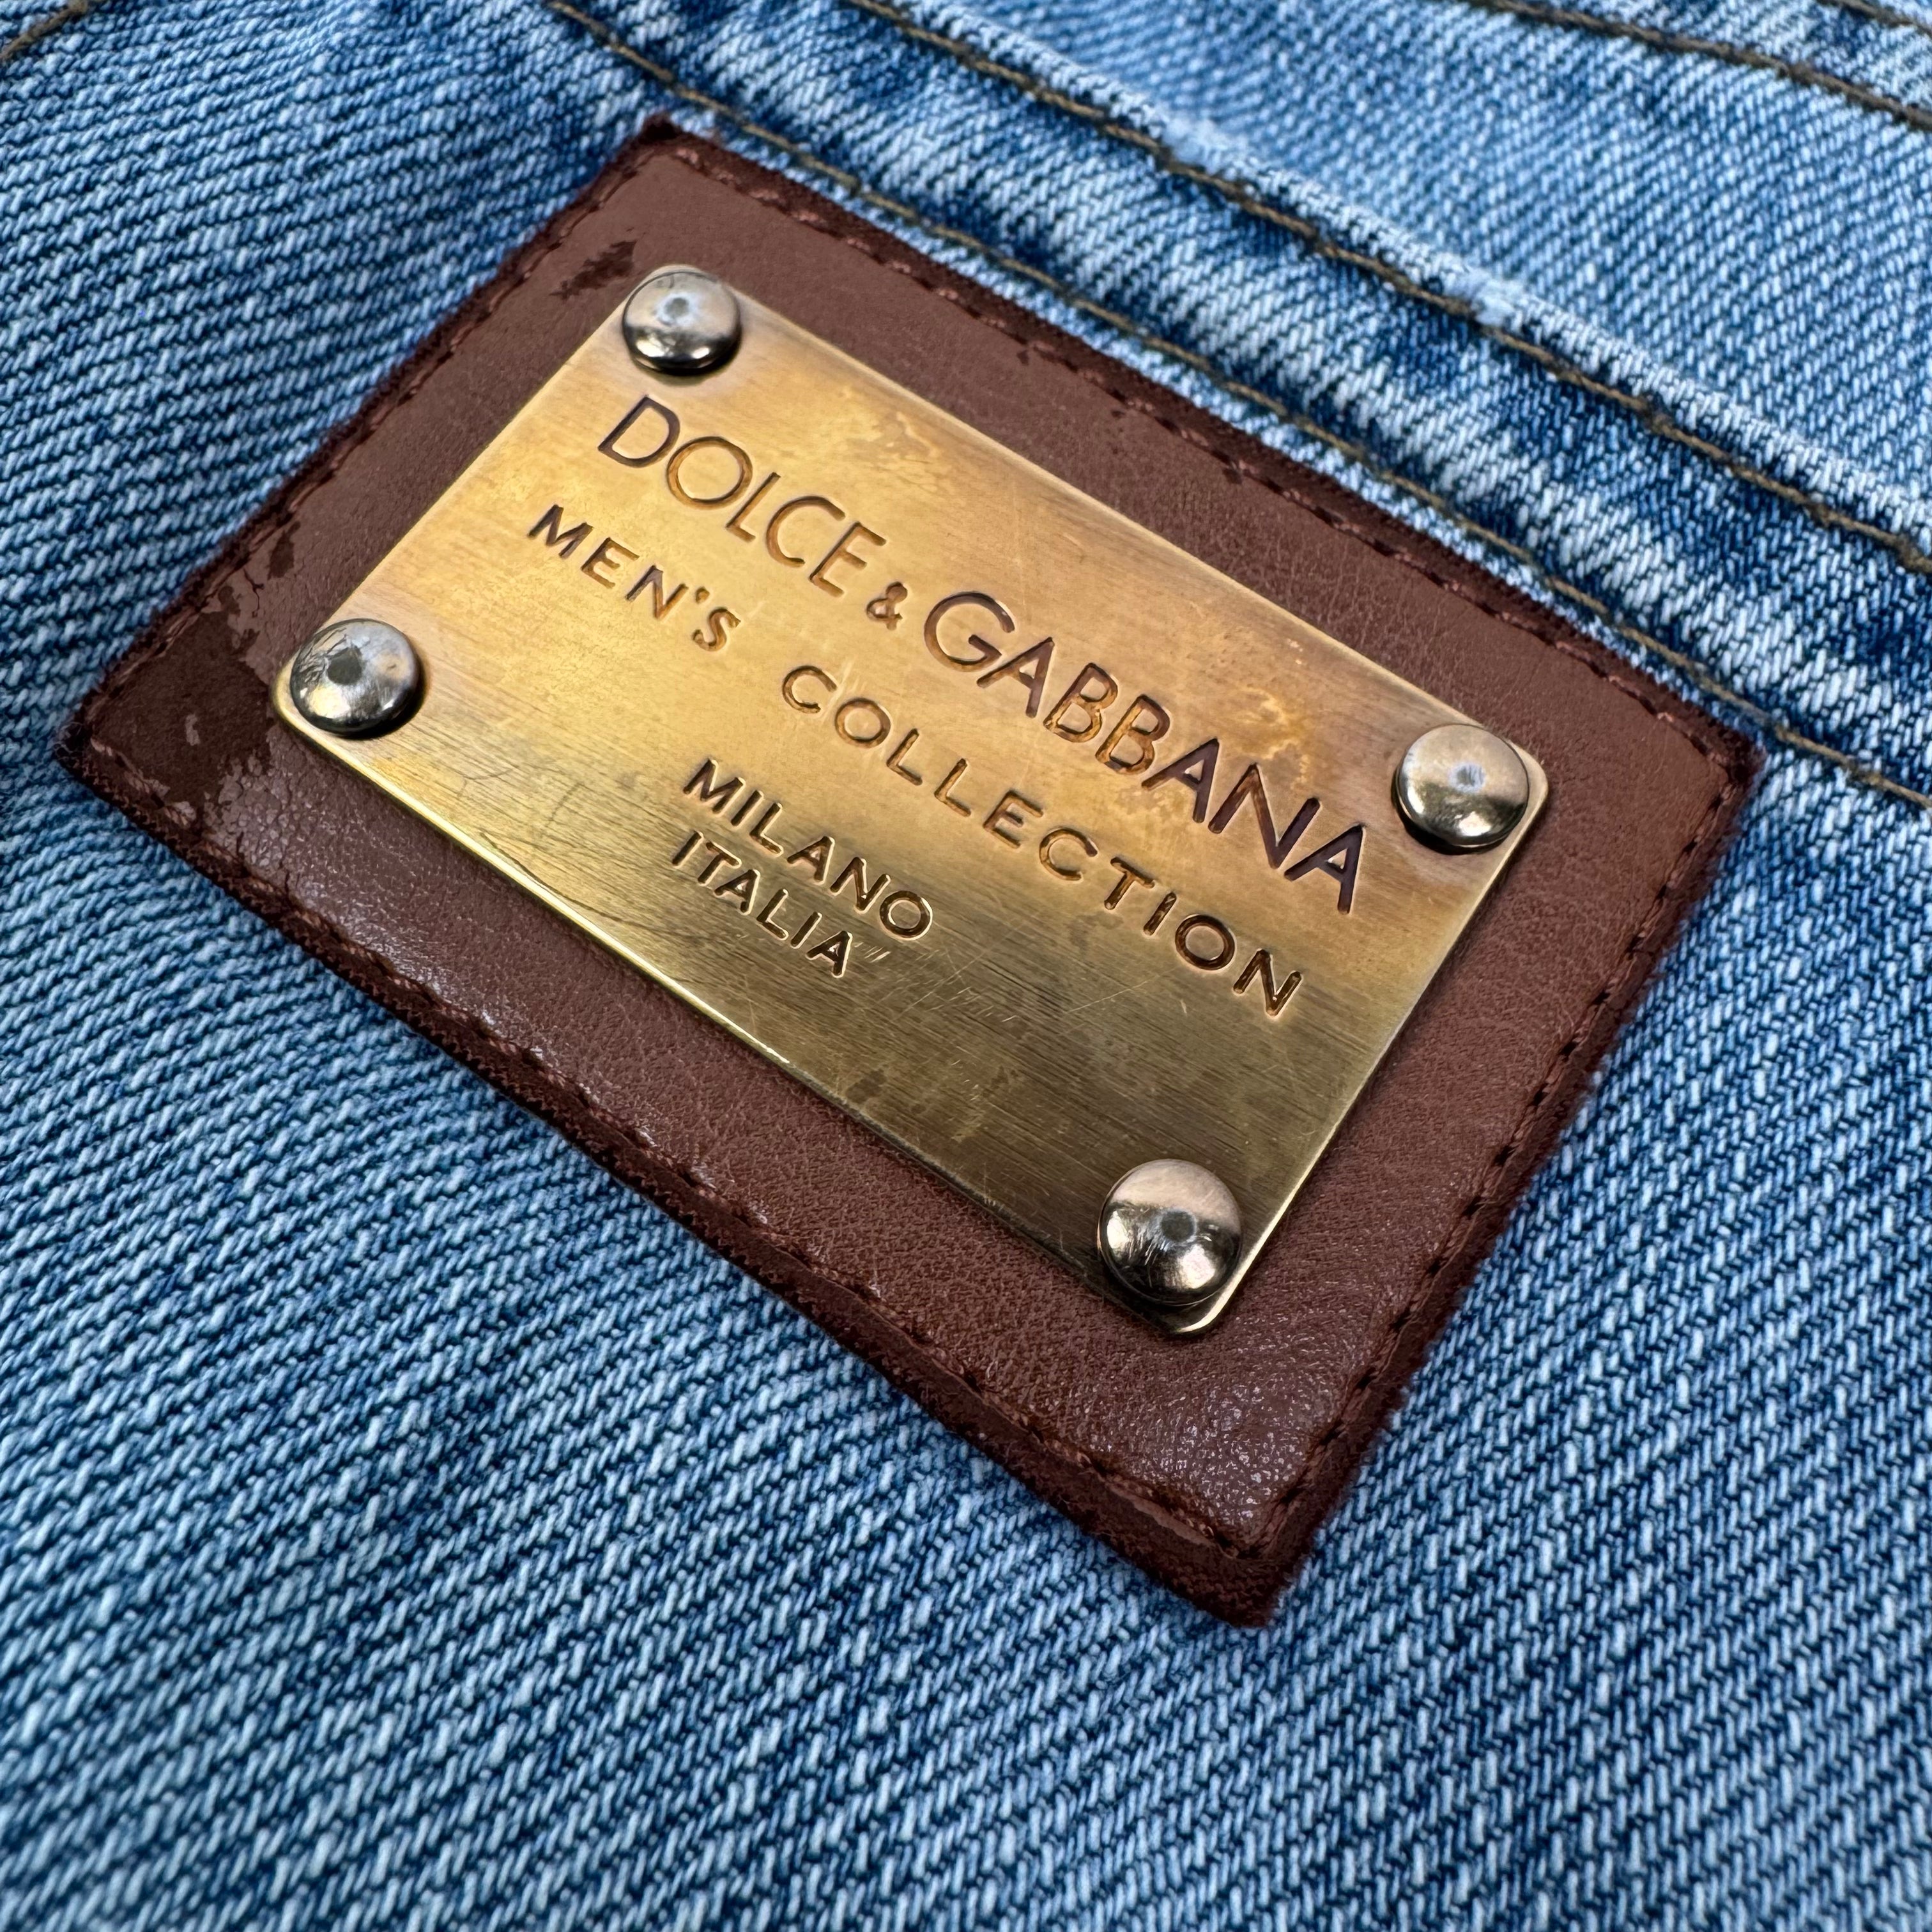 DOLCE & GABBANA
MEN'S COLLECTION
MILANO
ITALIA